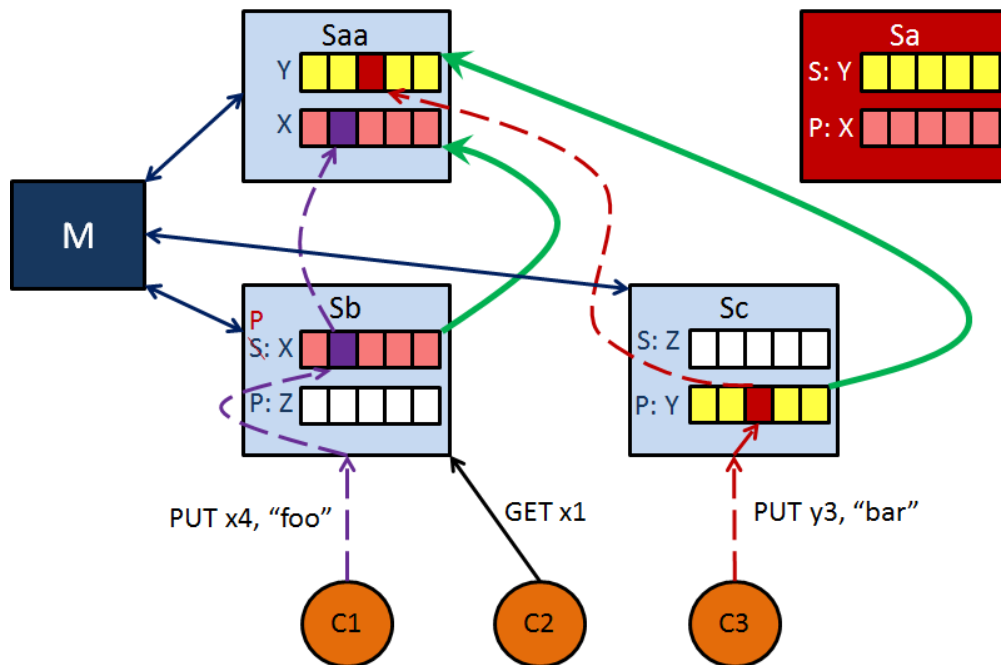 Saa
Y
X
Sa
S: Y
P: X
M
Sb
P
S: X
P: Z
Sc
S: Z
P: Y
PUT x4, “foo”
GET x1
PUT y3, “bar”
C1
C2
C3